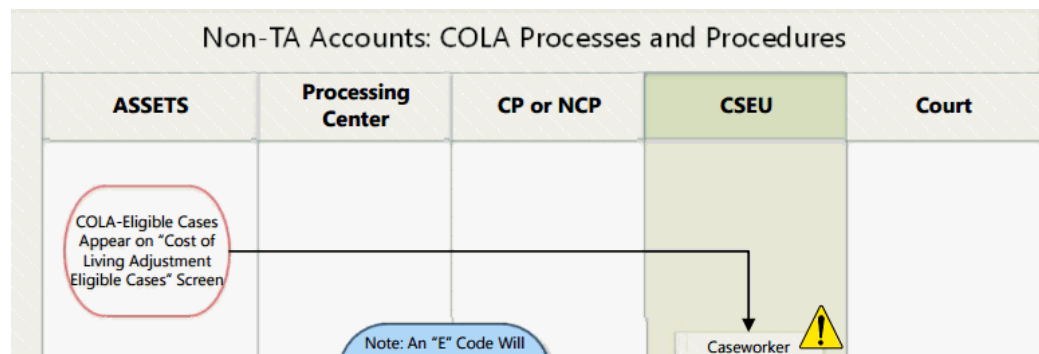 Non-TA Accounts: COLA Processes and Procedures
ASSETS
Processing
Center
CP or NCP
CSEU
Court
COLA-Eligible Cases
Appear on “Cost of
Living Adjustment
Eligible Cases” Screen
Note: An “E” Code Will
Caseworker